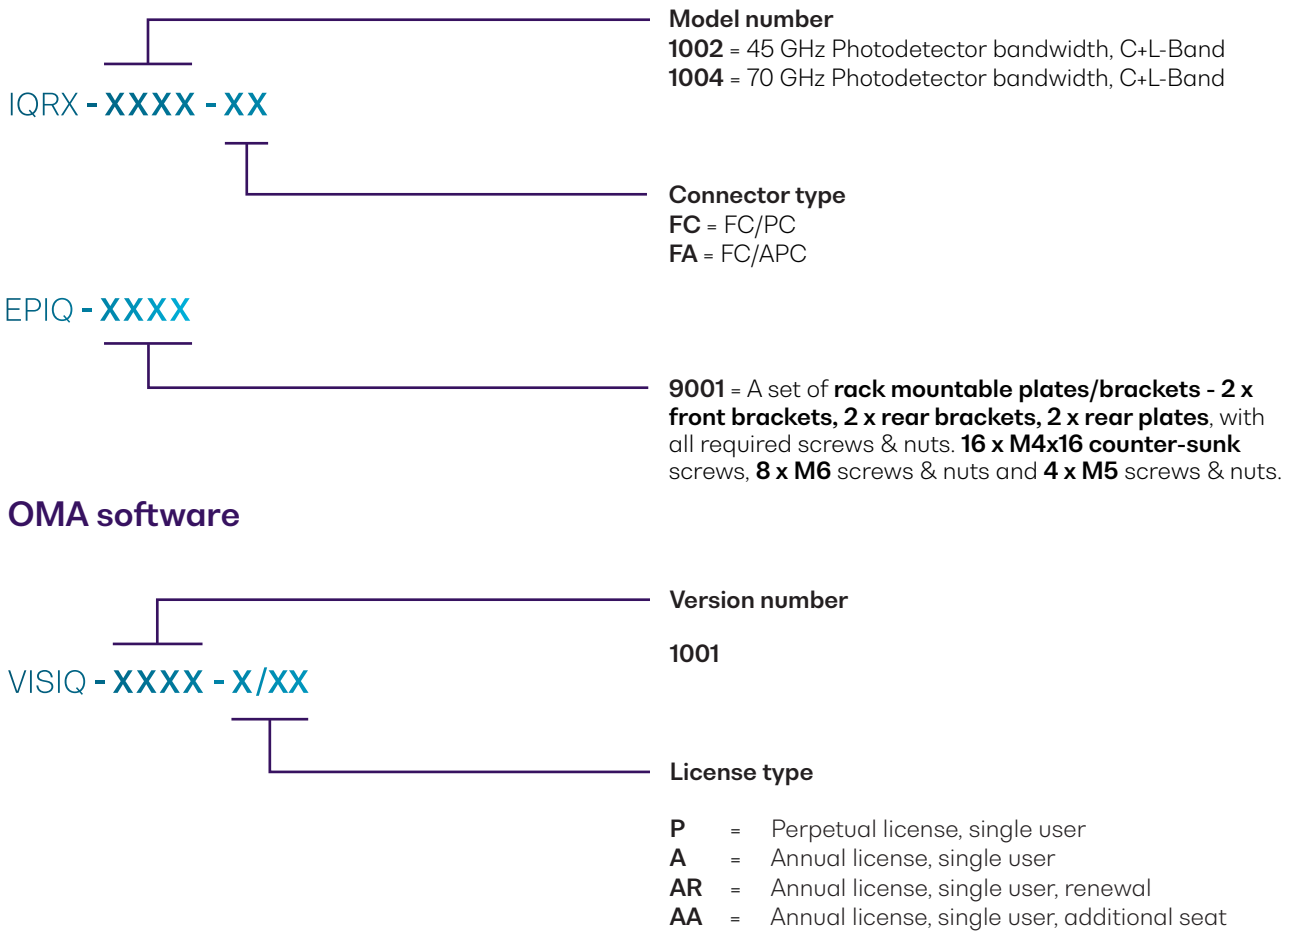 Model number
1002 = 45 GHz Photodetector bandwidth, C+L-Band
1004 = 70 GHz Photodetector bandwidth, C+L-Band
IQRX - XXXX - XX
Connector type
FC = FC/PC
FA = FC/APC
EPIQ - XXXX
9001 = A set of rack mountable plates/brackets - 2 x
front brackets, 2 x rear brackets, 2 x rear plates, with
all required screws & nuts. 16 x M4x16 counter-sunk
screws, 8 x M6 screws & nuts and 4 x M5 screws & nuts.
OMA software
Version number
1001
VISIQ - XXXX - X/XX
License type
P = Perpetual license, single user
A = Annual license, single user
AR = Annual license, single user, renewal
AA = Annual license, single user, additional seat